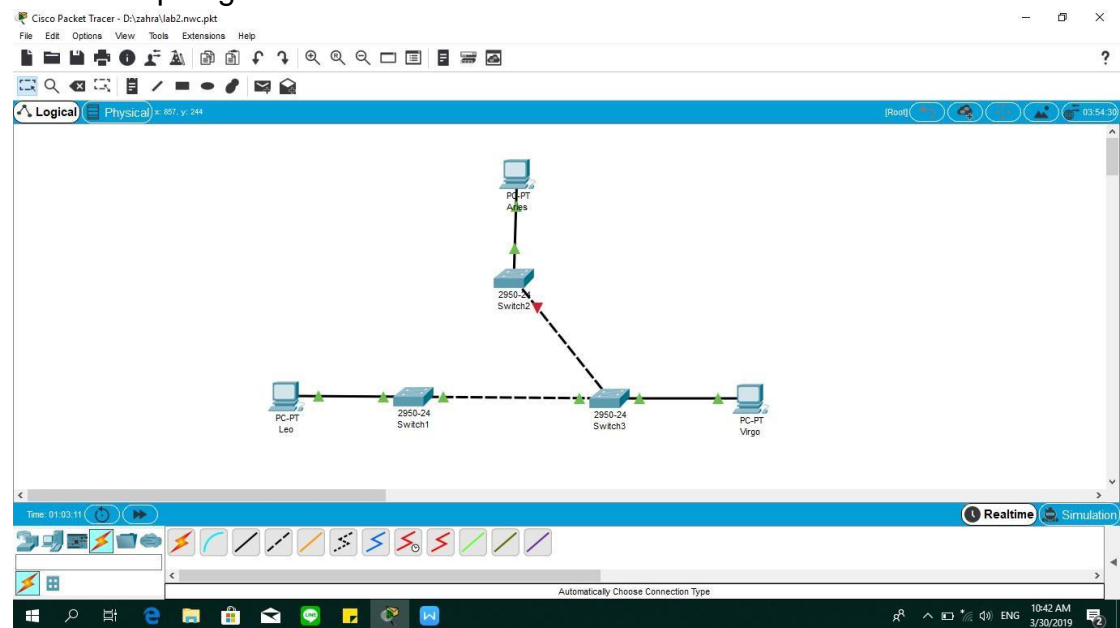 Cisco Packet Tracer - D:\zahra\lab2.nwc.pkt
File Edit Options View Tools Extensions Help
?
Logical Physical x: 857, y: 244 [Root] 03:54:30
PC-PT
Aries
2950-24
Switch2
PC-PT
Leo
2950-24
Switch1
2950-24
Switch3
PC-PT
Virgo
Time: 01:03:11 Realtime Simulation
Automatically Choose Connection Type
ENG 10:42 AM
3/30/2019